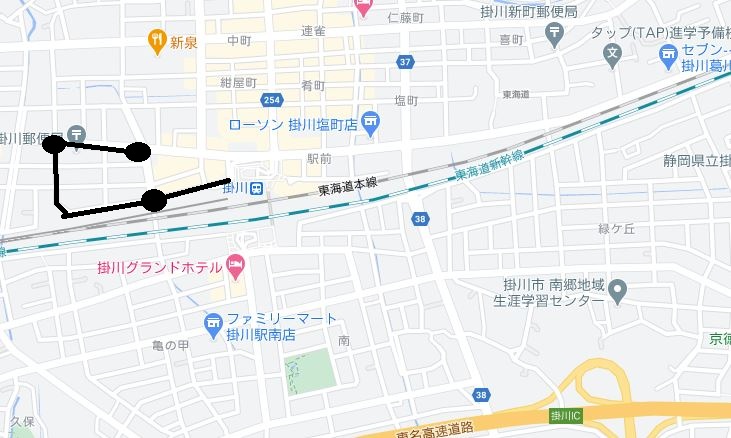 仁藤町
掛川新町郵便局
連雀
中町
新泉
喜町
タップ(TAP)進学予備校
37
セブン-
掛川葛川
紺屋町
肴町
254
塩町
東海道
ローソン 掛川塩町店
掛川郵便局
駅前
東海道新幹線
静岡県立掛
東海道本線
掛川
38
緑ケ丘
掛川グランドホテル
掛川市 南郷地域
生涯学習センター
ファミリーマート
掛川駅南店
亀の甲
南
京徳
38
掛川IC
久保
東名高速道路